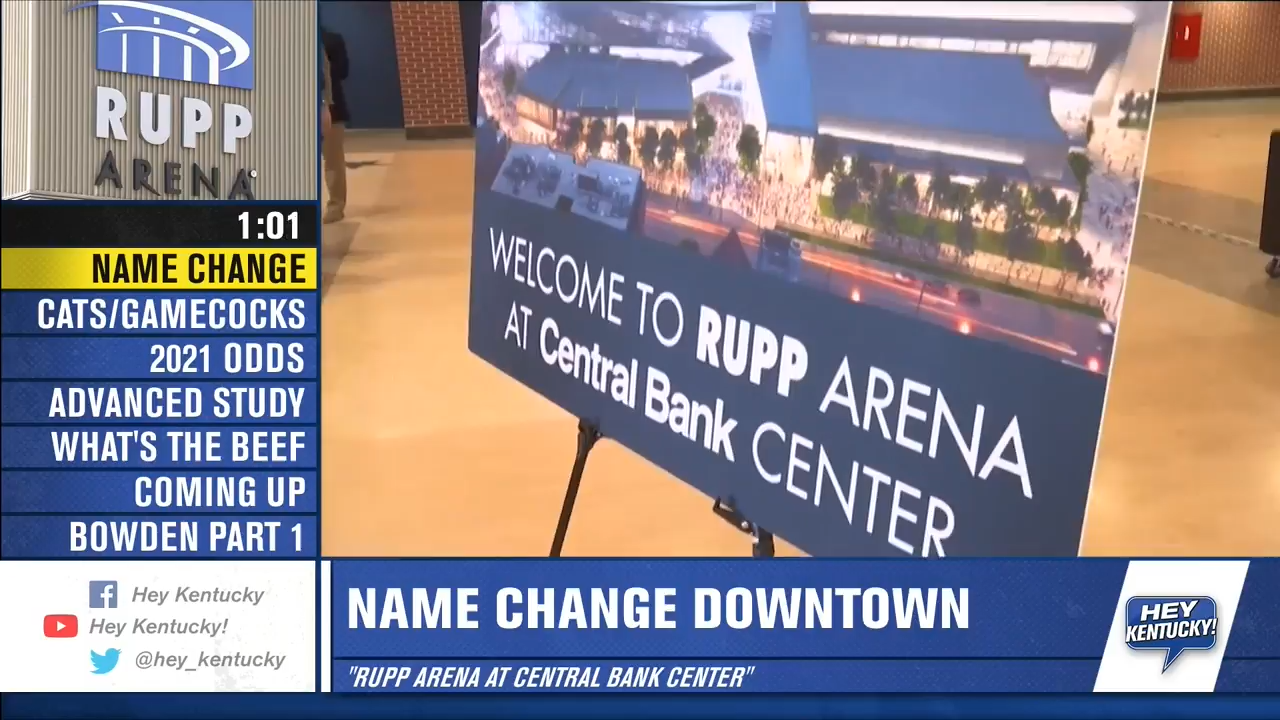 RUPP
ARENA
1:01
NAME CHANGE
CATS/GAMECOCKS
2021 ODDS
ADVANCED STUDY
WHAT'S THE BEEF
COMING UP
BOWDEN PART 1
Hey Kentucky
Hey Kentucky!
@hey_kentucky
WELCOME TO RUPP ARENA
AT Central Bank CENTER
NAME CHANGE DOWNTOWN
"RUPP ARENA AT CENTRAL BANK CENTER"
HEY
KENTUCKY!